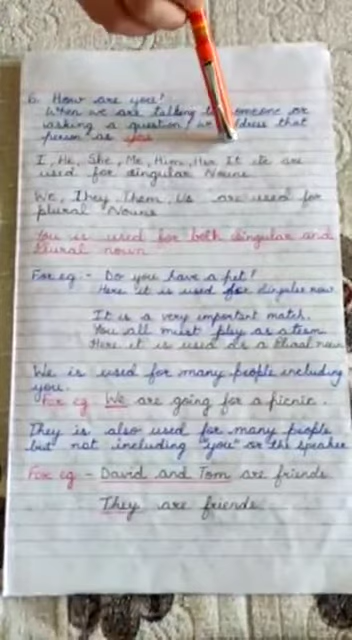 6. How are you?
When we are talking to someone or
asking a question, we address that
person as you
I, He, She, Me, Him, Her It etc are
used for singular Nouns
We, They, Them, Us are used for
plural Nouns
You is used for both singular and
Plural noun
For eg :- Do you have a pet?
Here it is used for singular noun
It is a very important match.
You all must play as a team
Here it is used as a Plural noun
We is used for many people including
you.
For eg We are going for a picnic.
They is also used for many people
but not including "you" or the speaker
For eg - David and Tom are friends
They are friends.